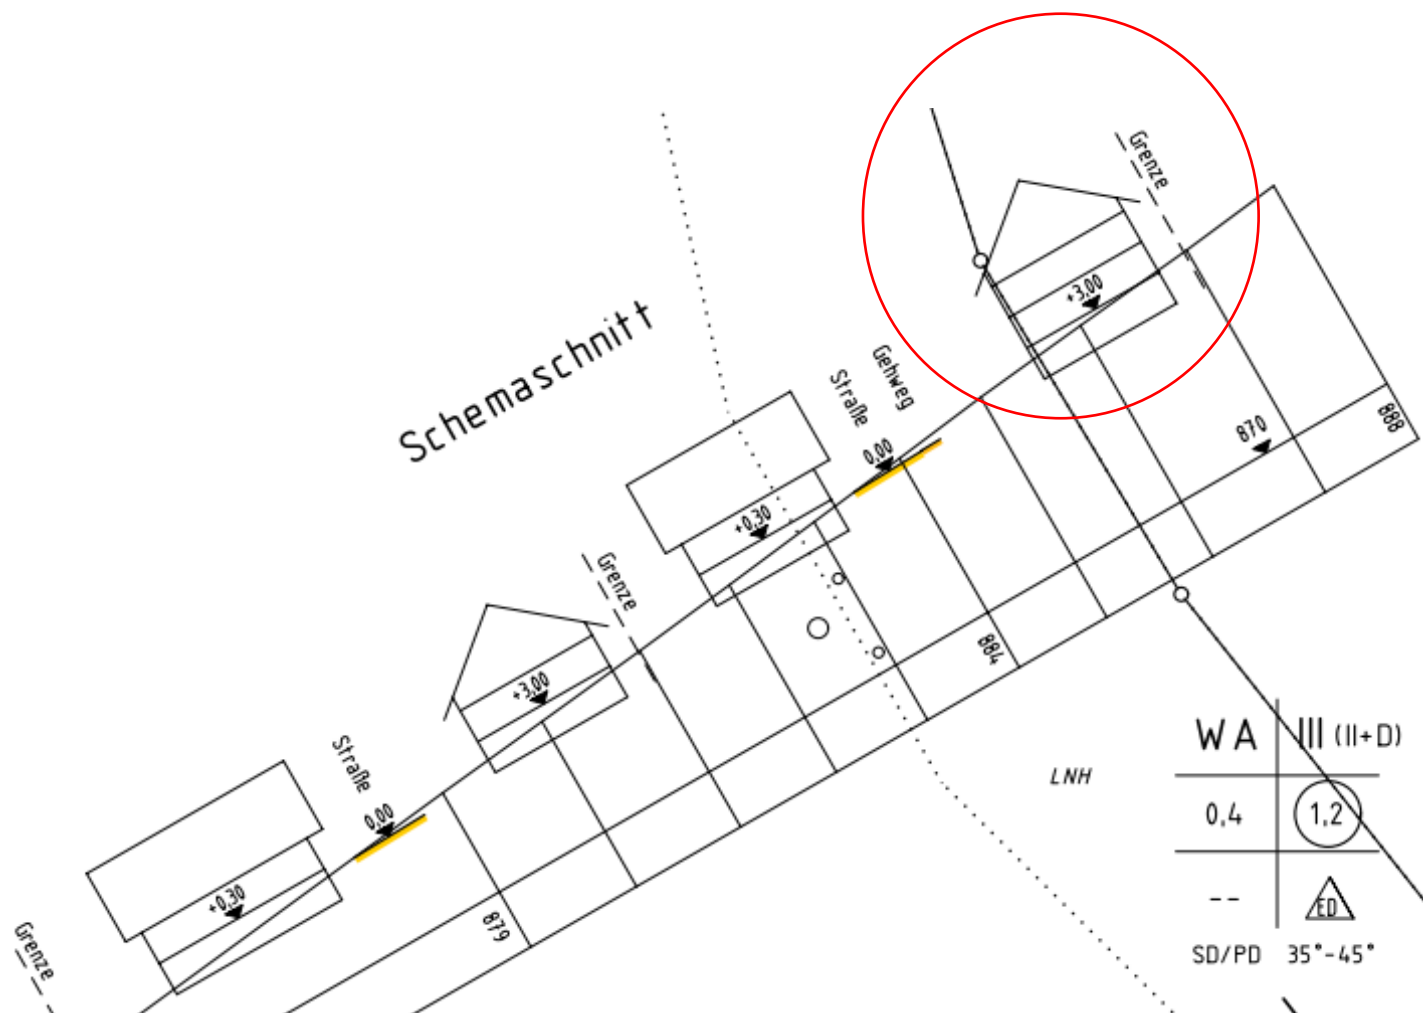 Grenze
+3,00
Schemaschnitt
Gehweg
Straße
0,00
888
870
+0,30
Grenze
884
+3,00
WA III (II+D)
LNH
0,4 1,2
Straße
0,00
-- ED
879
+0,30
Grenze
SD/PD 35°-45°